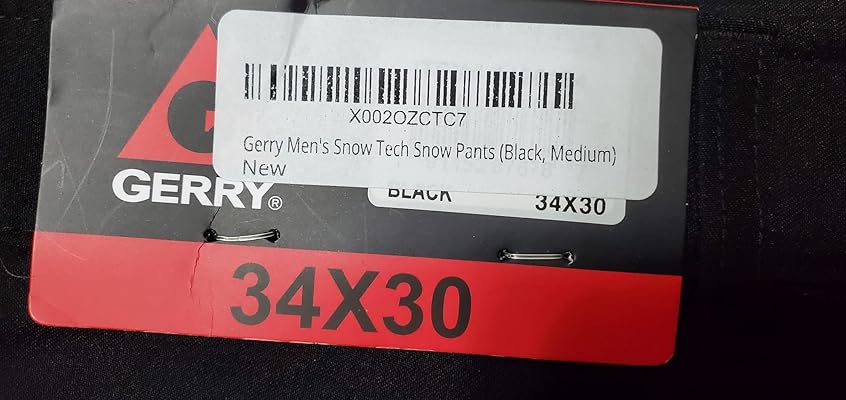 X002OZCTC7
Gerry Men's Snow Tech Snow Pants (Black, Medium)
New
GERRY®
BLACK 34X30
34X30